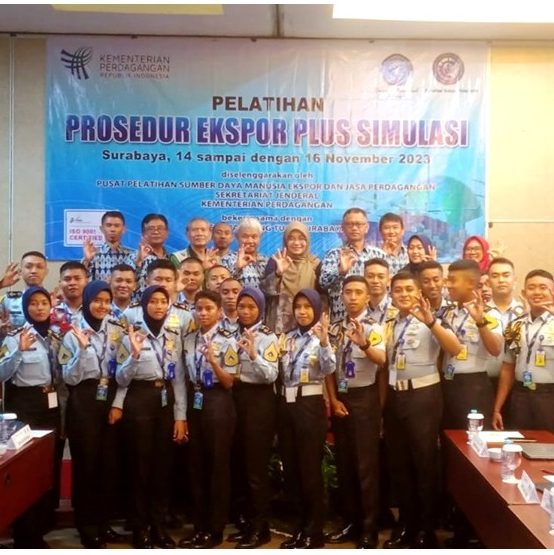 KEMENTERIAN
PERDAGANGAN
REPUBLIK INDONESIA
PELATIHAN
PROSEDUR EKSPOR PLUS SIMULASI
Surabaya, 14 sampai dengan 16 November 2023
diselenggarakan oleh
PUSAT PELATIHAN SUMBER DAYA MANUSIA EKSPOR DAN JASA PERDAGANGAN
SEKRETARIAT JENDERAL
KEMENTERIAN PERDAGANGAN
bekerjasama dengan
ISO 9001
CERTIFIED